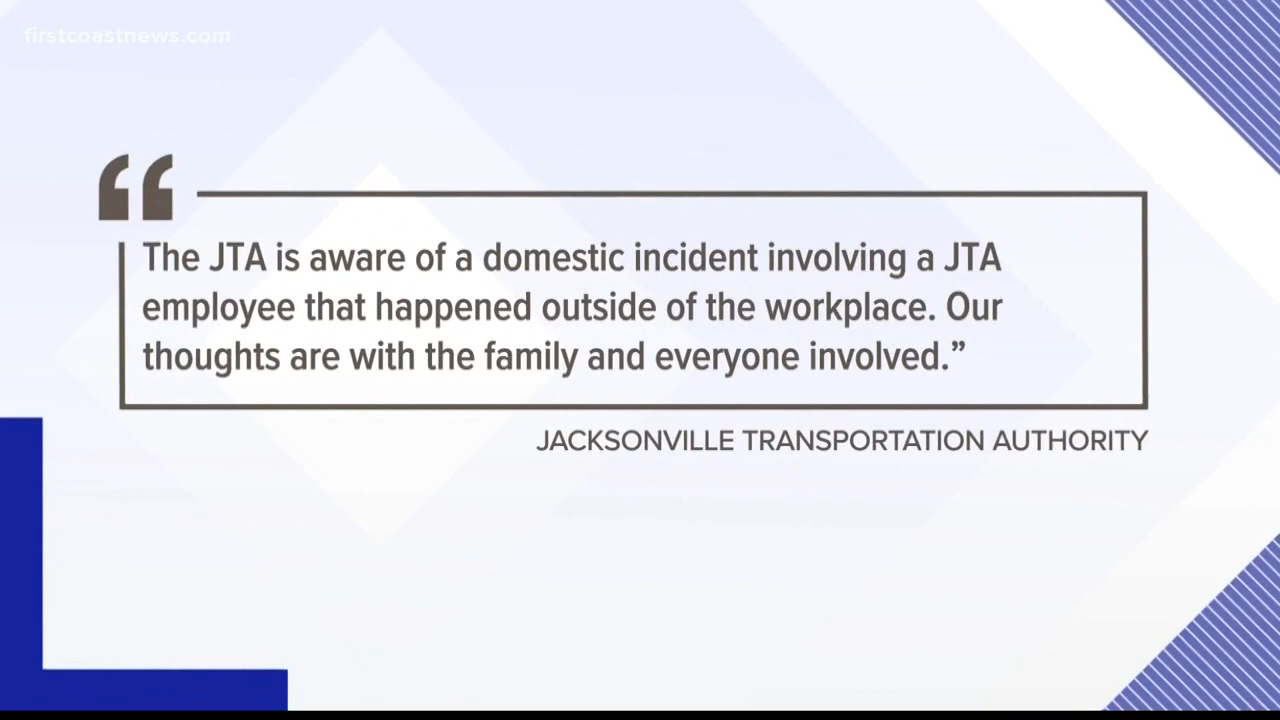 firstcoastnews.com
“
The JTA is aware of a domestic incident involving a JTA
employee that happened outside of the workplace. Our
thoughts are with the family and everyone involved.”
JACKSONVILLE TRANSPORTATION AUTHORITY